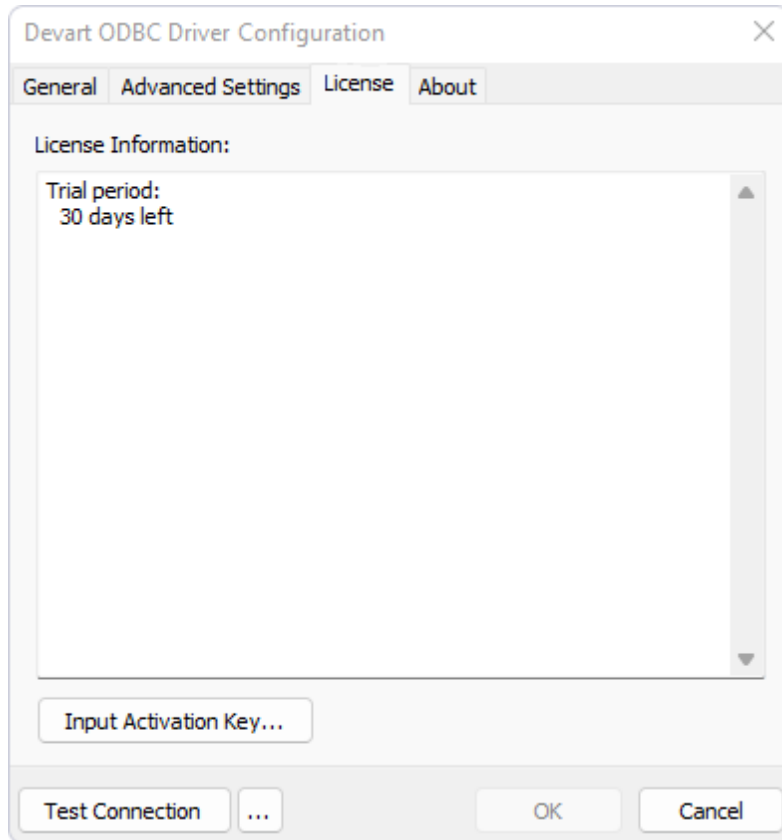 Devart ODBC Driver Configuration
General Advanced Settings License About
License Information:
Trial period:
30 days left
Input Activation Key...
Test Connection ... OK Cancel